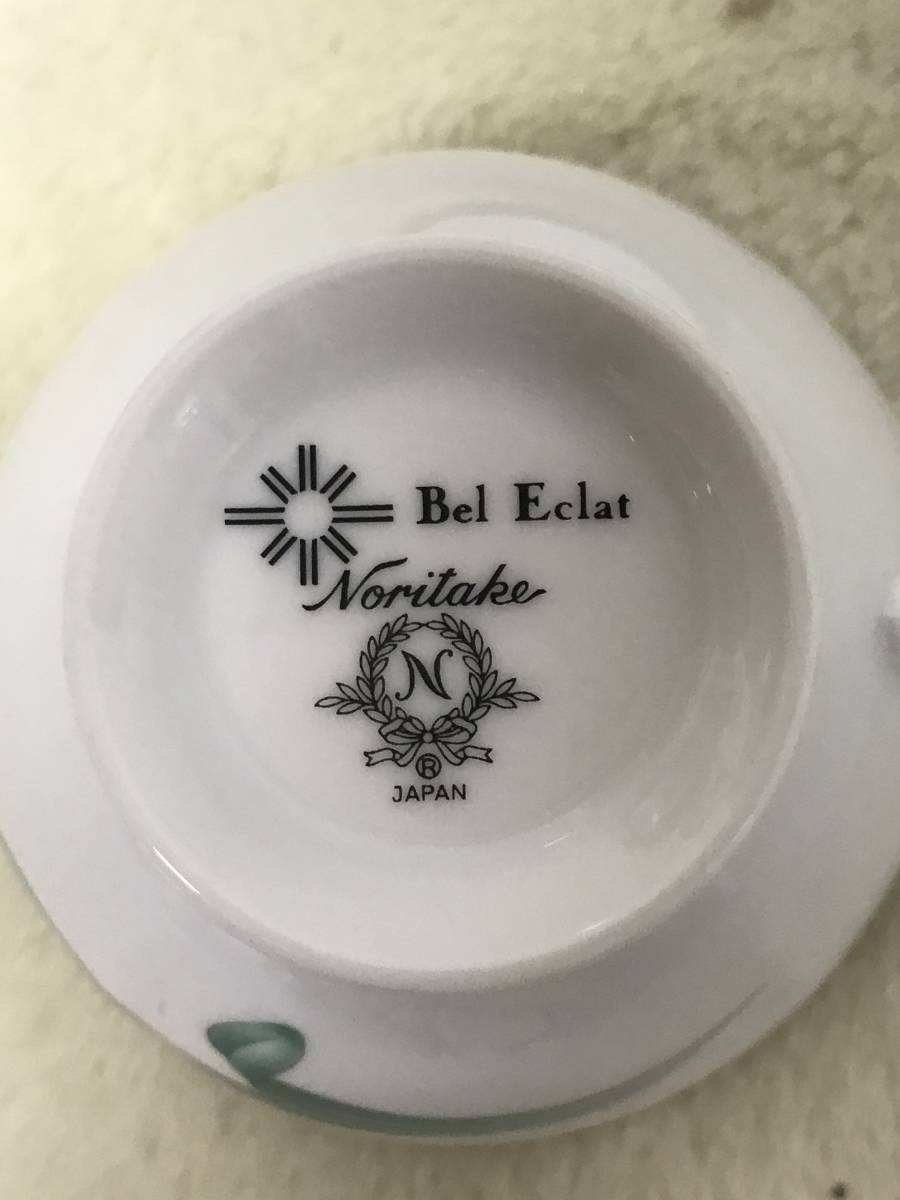 Bel Eclat
Noritake
N
®
JAPAN